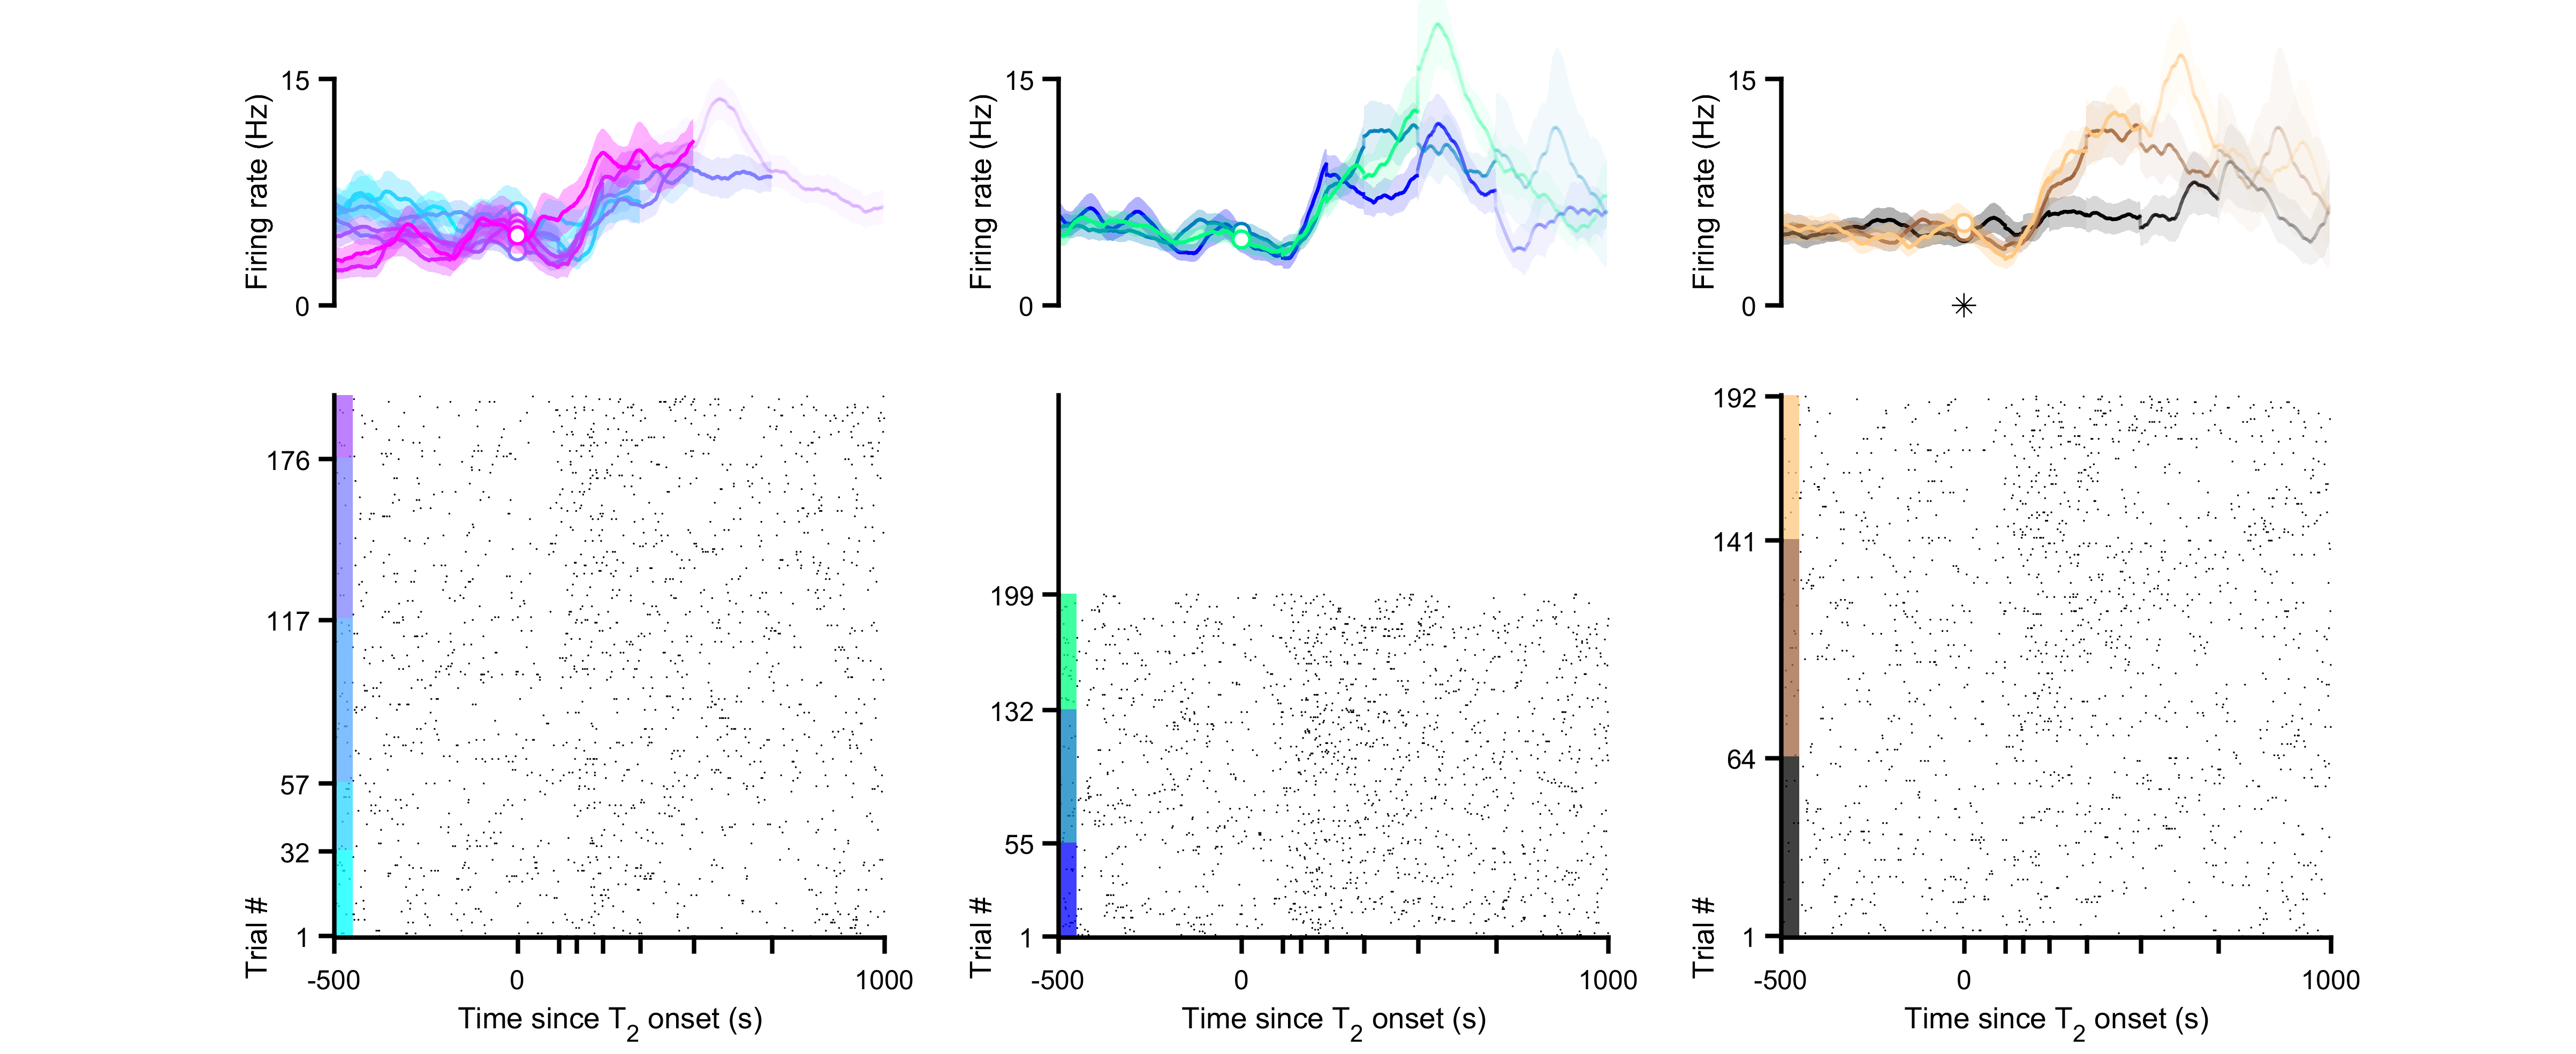 15
Firing rate (Hz)
0
15
Firing rate (Hz)
0
15
Firing rate (Hz)
0
176
117
57
32
1
Trial #
-500 0 1000
Time since T2 onset (s)
199
132
55
1
Trial #
-500 0 1000
Time since T2 onset (s)
192
141
64
1
Trial #
-500 0 1000
Time since T2 onset (s)